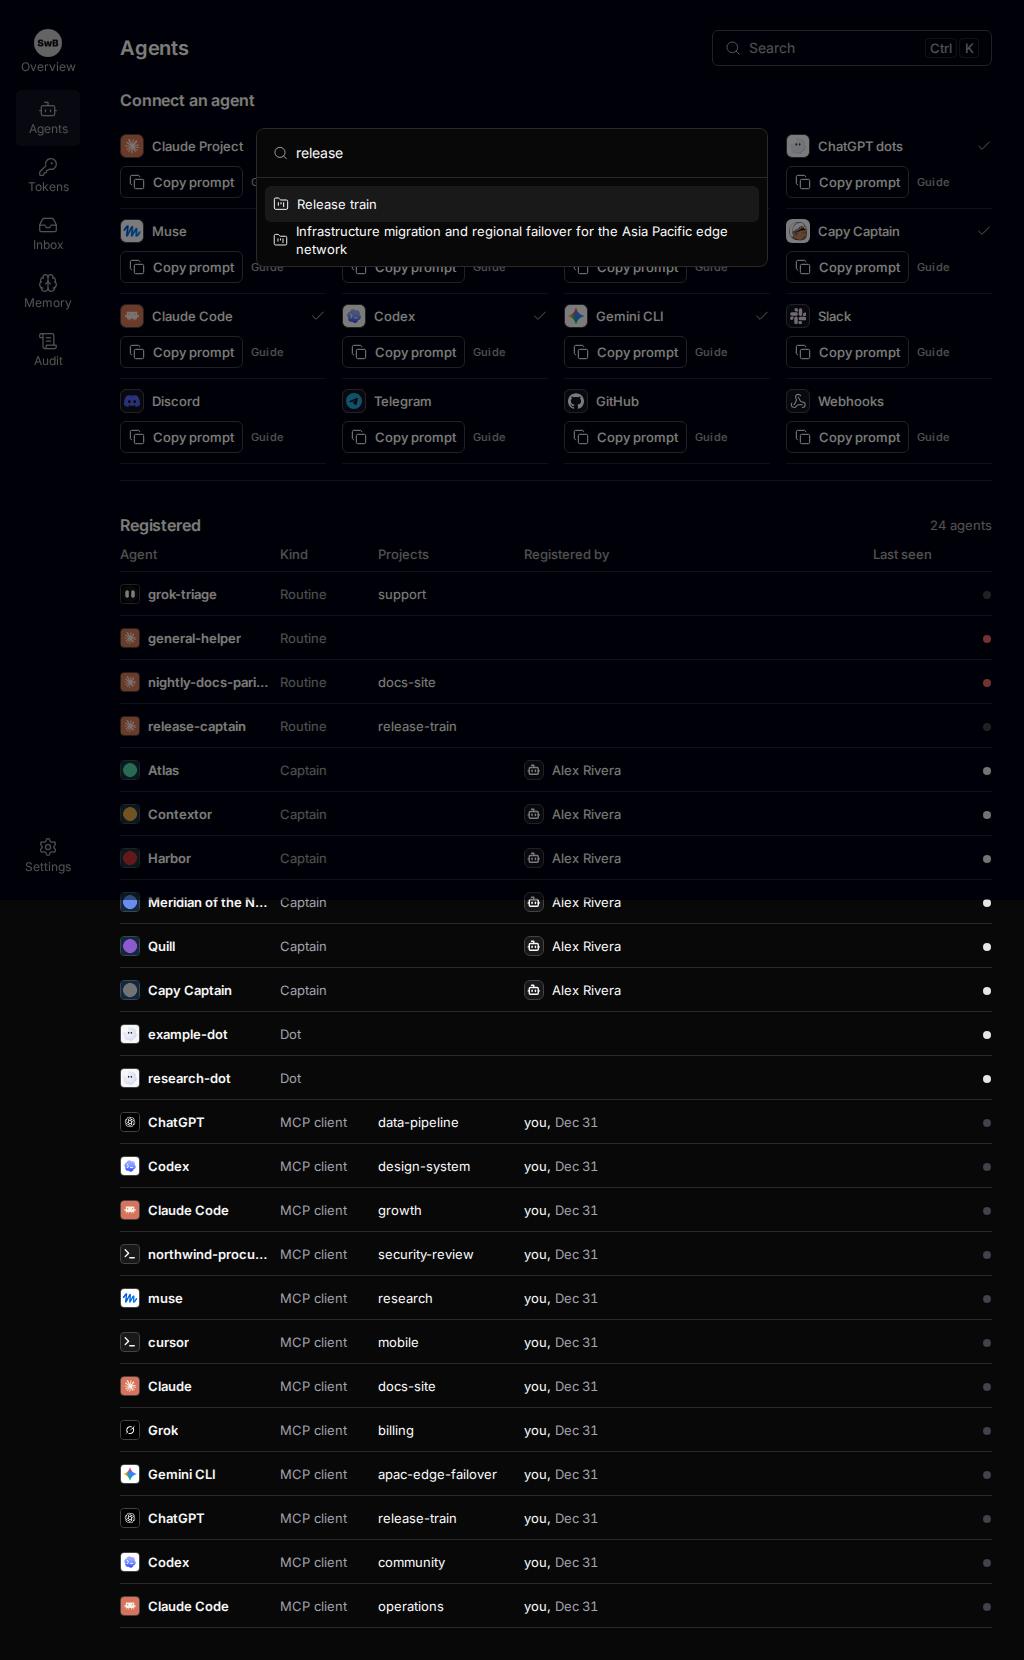 SwB
Overview
Agents
Tokens
Inbox
Memory
Audit
Settings
Agents
Search
Ctrl K
Connect an agent
release
Release train
Infrastructure migration and regional failover for the Asia Pacific edge
network
Claude Project
ChatGPT dots
Copy prompt
Copy prompt Guide
Muse
Capy Captain
Copy prompt Guide
Copy prompt Guide
Copy prompt Guide
Copy prompt Guide
Claude Code
Codex
Gemini CLI
Slack
Copy prompt Guide
Copy prompt Guide
Copy prompt Guide
Copy prompt Guide
Discord
Telegram
GitHub
Webhooks
Copy prompt Guide
Copy prompt Guide
Copy prompt Guide
Copy prompt Guide
Registered
24 agents
Agent Kind Projects Registered by Last seen
grok-triage Routine support
general-helper Routine
nightly-docs-pari... Routine docs-site
release-captain Routine release-train
Atlas Captain Alex Rivera
Contextor Captain Alex Rivera
Harbor Captain Alex Rivera
Meridian of the N... Captain Alex Rivera
Quill Captain Alex Rivera
Capy Captain Captain Alex Rivera
example-dot Dot
research-dot Dot
ChatGPT MCP client data-pipeline you, Dec 31
Codex MCP client design-system you, Dec 31
Claude Code MCP client growth you, Dec 31
northwind-procu... MCP client security-review you, Dec 31
muse MCP client research you, Dec 31
cursor MCP client mobile you, Dec 31
Claude MCP client docs-site you, Dec 31
Grok MCP client billing you, Dec 31
Gemini CLI MCP client apac-edge-failover you, Dec 31
ChatGPT MCP client release-train you, Dec 31
Codex MCP client community you, Dec 31
Claude Code MCP client operations you, Dec 31